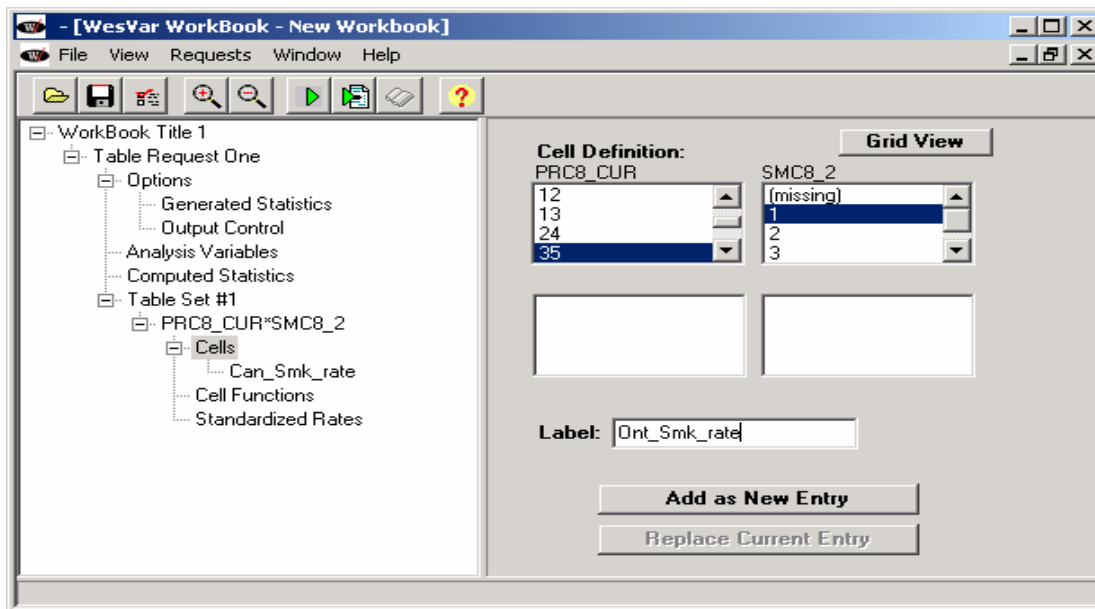 - [WesVar WorkBook - New Workbook]
File View Requests Window Help
WorkBook Title 1
Table Request One
Options
Generated Statistics
Output Control
Analysis Variables
Computed Statistics
Table Set #1
PRC8_CUR*SMC8_2
Cells
Can_Smk_rate
Cell Functions
Standardized Rates
Grid View
Cell Definition:
PRC8_CUR SMC8_2
12 (missing)
13 1
24 2
35 3
Label: Ont_Smk_rate
Add as New Entry
Replace Current Entry